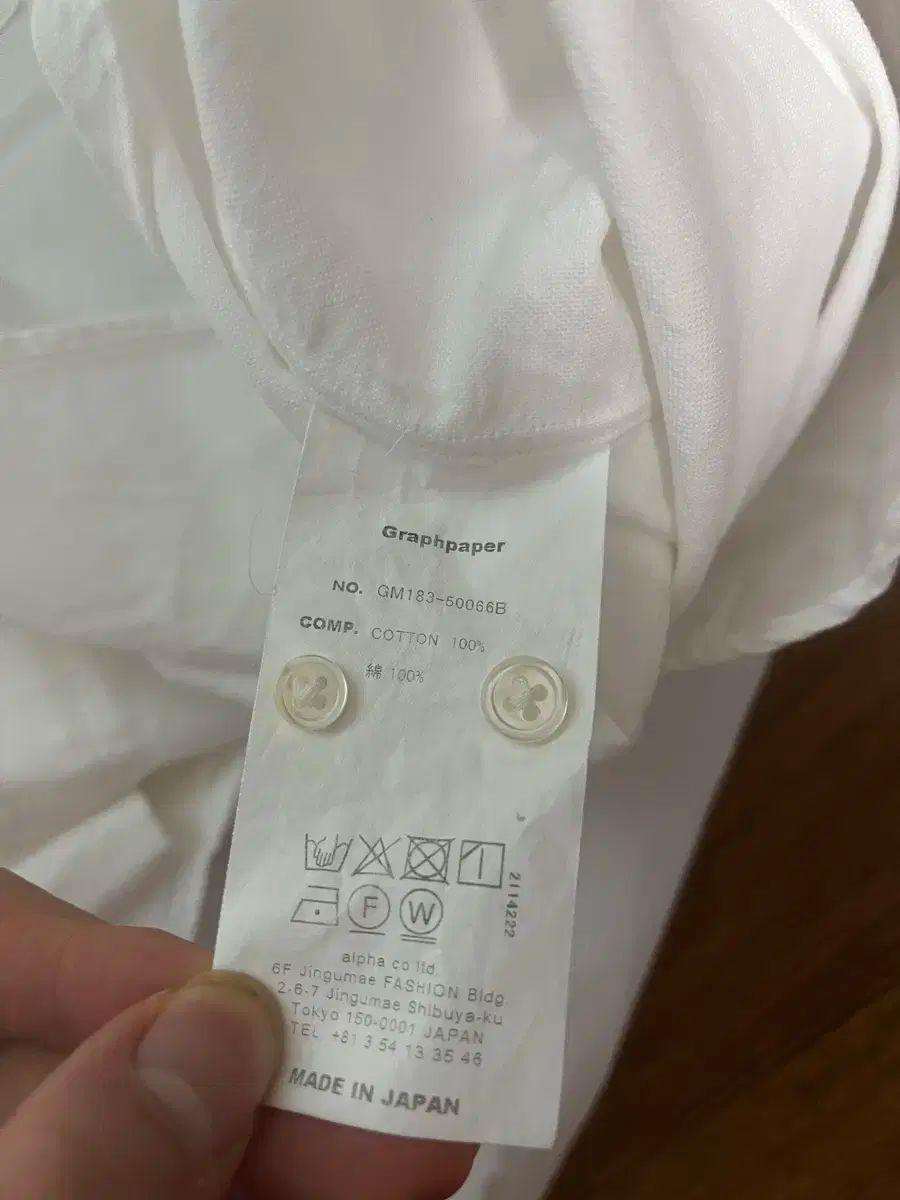 Graphpaper
NO. GM183-50066B
COMP. COTTON 100%
綿 100%
2114222
F W
alpha co ltd.
6F Jingumae FASHION Bldg.
2-6-7 Jingumae Shibuya-ku
Tokyo 150-0001 JAPAN
TEL +81 3 54 13 35 46
MADE IN JAPAN